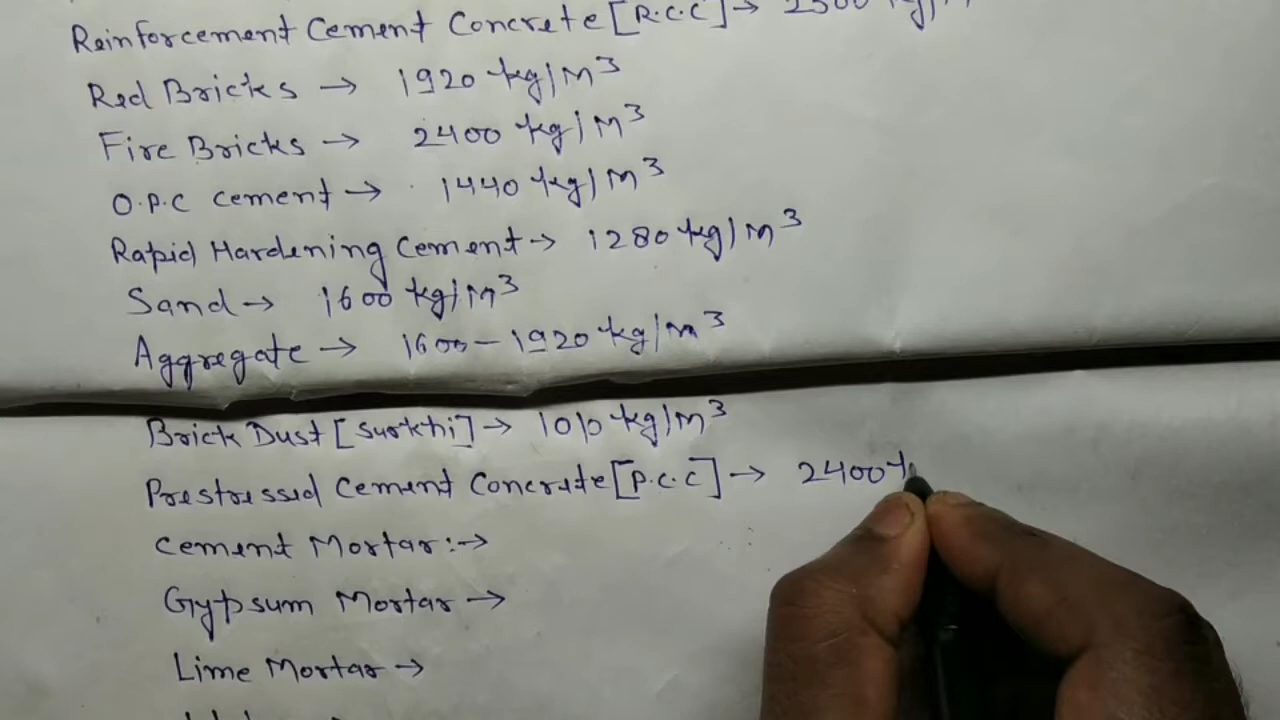 Reinforcement Cement Concrete [R.C.C] →
Red Bricks → 1920 kg/m³
Fire Bricks → 2400 kg/m³
O.P.C cement → 1440 kg/m³
Rapid Hardening Cement → 1280 kg/m³
Sand → 1600 kg/m³
Aggregate → 1600-1920 kg/m³
Brick Dust [Surkhi] → 1010 kg/m³
Prestressed Cement Concrete [P.C.C] → 2400
Cement Mortar :→
Gypsum Mortar →
Lime Mortar →